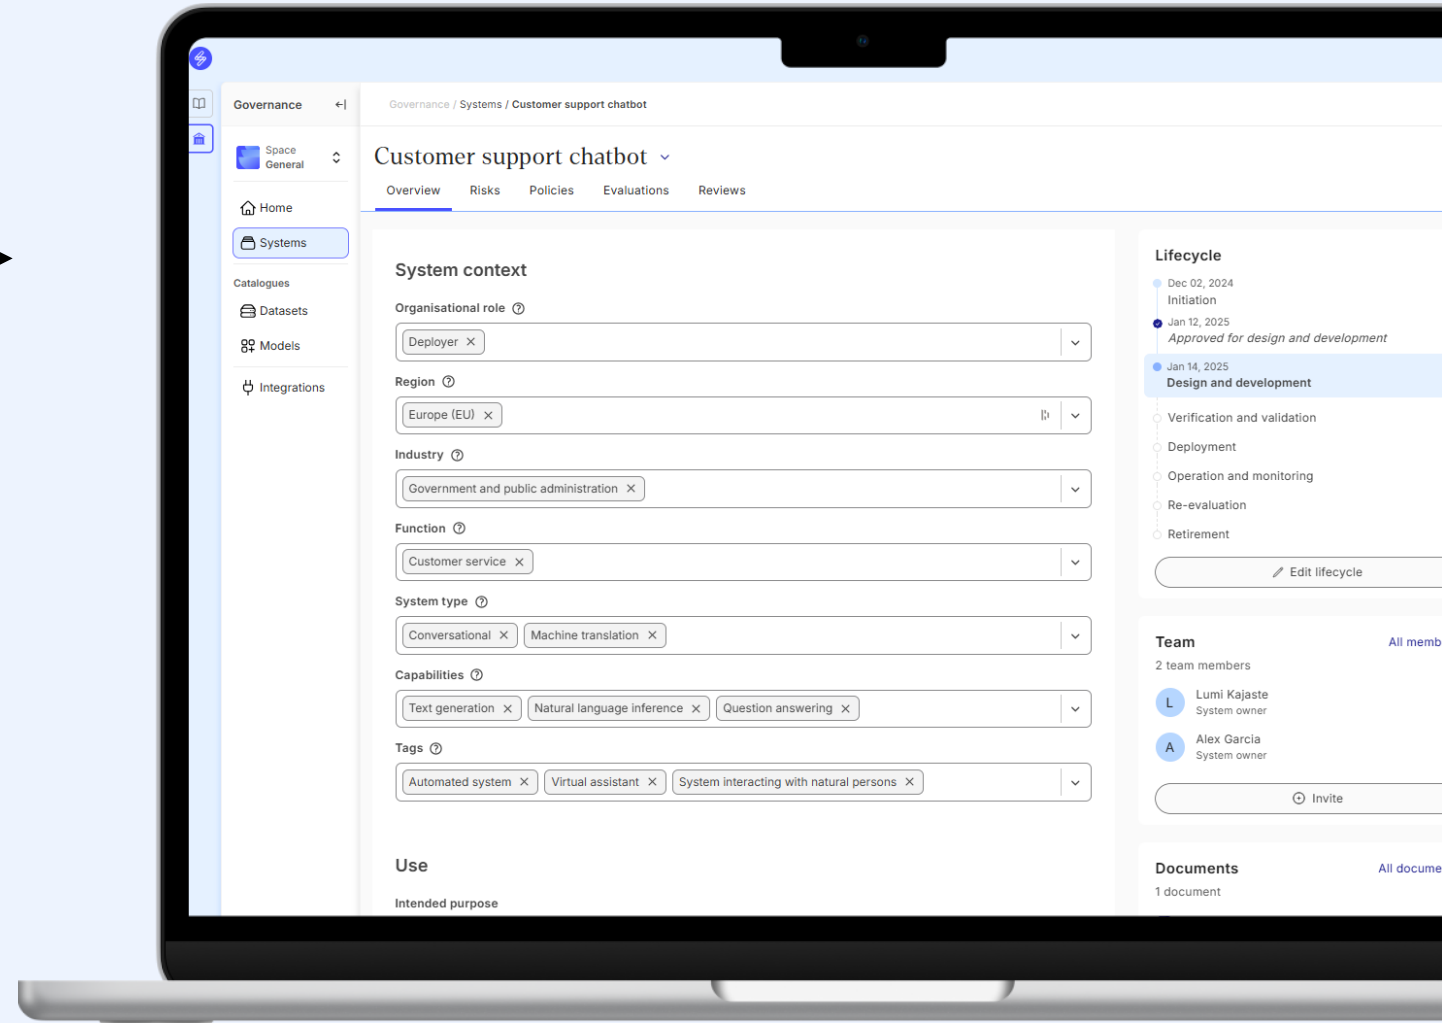 Governance
Space
General
Home
Systems
Catalogues
Datasets
Models
Integrations
Governance / Systems / Customer support chatbot
Customer support chatbot
Overview Risks Policies Evaluations Reviews
System context
Organisational role
Deployer
Region
Europe (EU)
Industry
Government and public administration
Function
Customer service
System type
Conversational Machine translation
Capabilities
Text generation Natural language inference Question answering
Tags
Automated system Virtual assistant System interacting with natural persons
Use
Intended purpose
Lifecycle
Dec 02, 2024
Initiation
Jan 12, 2025
Approved for design and development
Jan 14, 2025
Design and development
Verification and validation
Deployment
Operation and monitoring
Re-evaluation
Retirement
Edit lifecycle
Team All memb
2 team members
L Lumi Kajaste
System owner
A Alex Garcia
System owner
Invite
Documents All docume
1 document